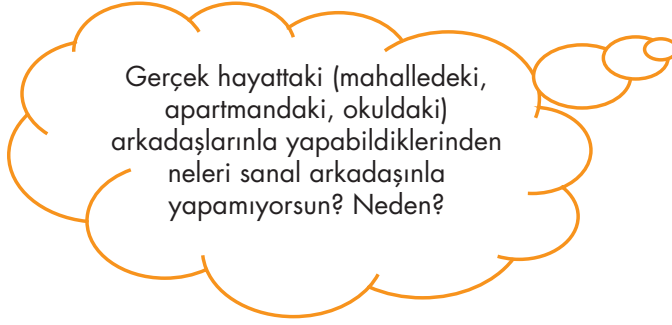 Gerçek hayattaki (mahalledeki,
apartmandaki, okuldaki)
arkadaşlarınla yapabildiklerinden
neleri sanal arkadaşınla
yapamıyorsun? Neden?